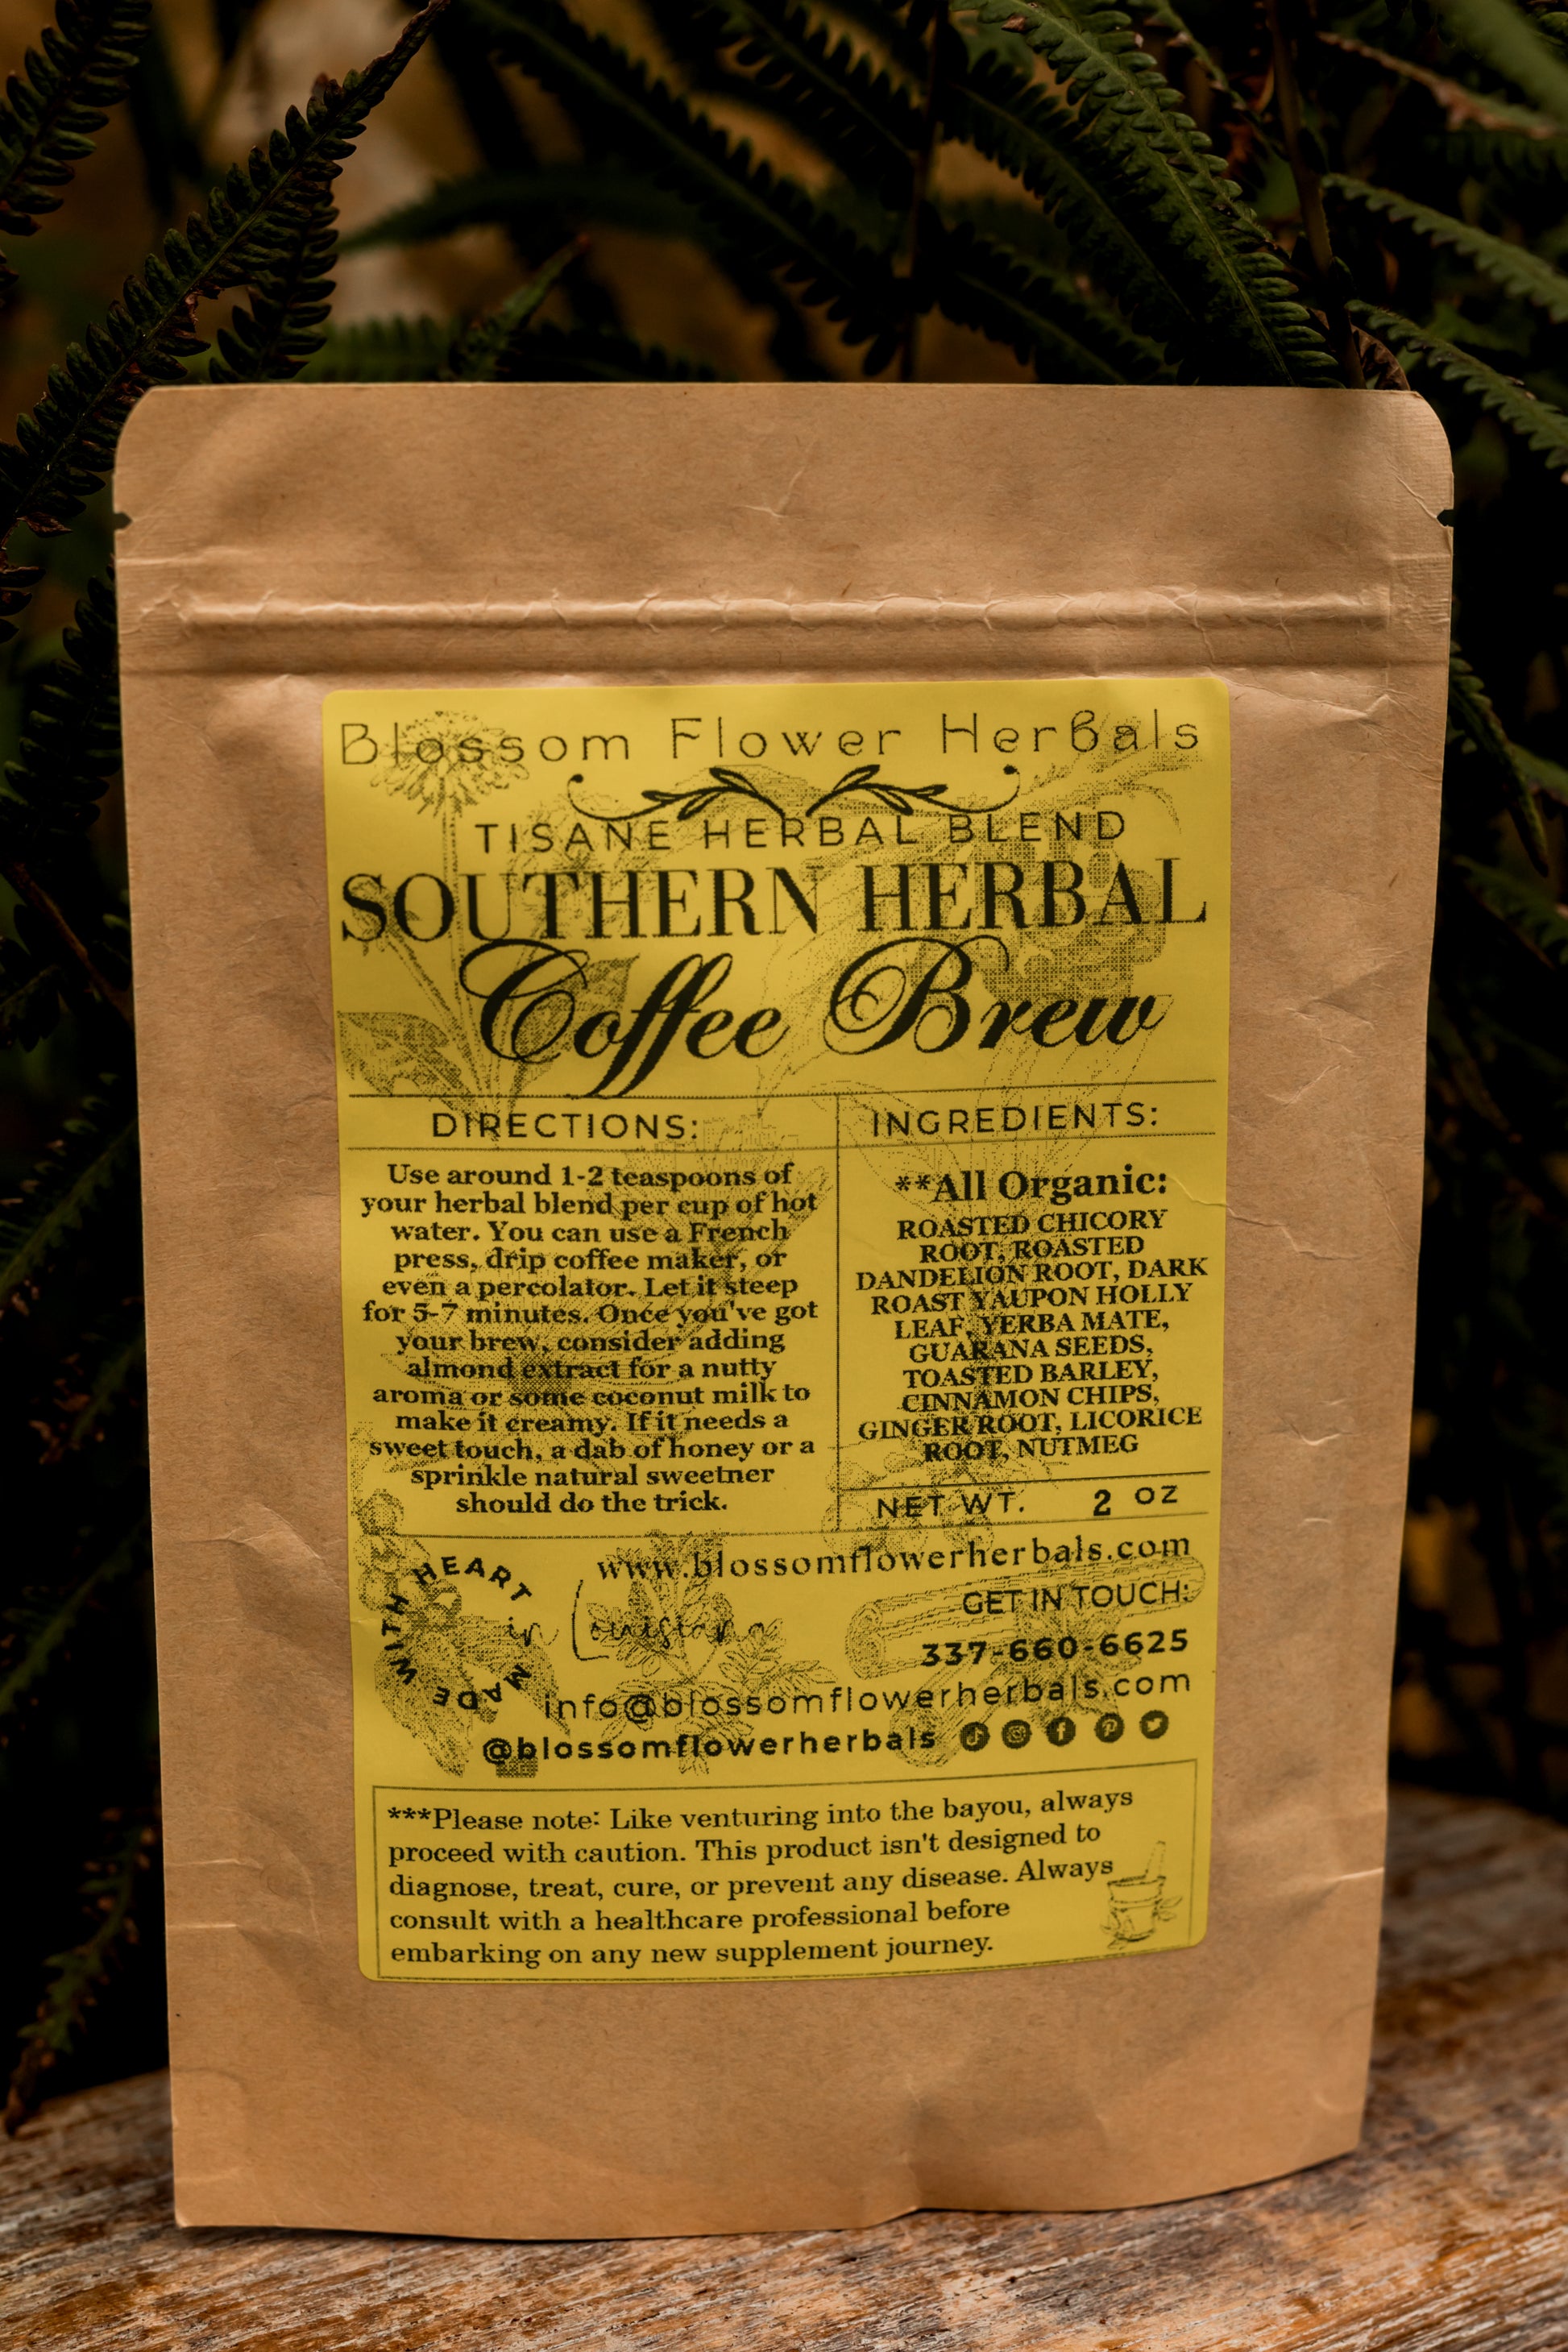 Blossom Flower Herbals
TISANE HERBAL BLEND
SOUTHERN HERBAL
Coffee Brew
DIRECTIONS:
Use around 1-2 teaspoons of
your herbal blend per cup of hot
water. You can use a French
press, drip coffee maker, or
even a percolator. Let it steep
for 5-7 minutes. Once you've got
your brew, consider adding
almond extract for a nutty
aroma or some coconut milk to
make it creamy. If it needs a
sweet touch, a dab of honey or a
sprinkle natural sweetner
should do the trick.
INGREDIENTS:
**All Organic:
ROASTED CHICORY
ROOT, ROASTED
DANDELION ROOT, DARK
ROAST YAUPON HOLLY
LEAF, YERBA MATE,
GUARANA SEEDS,
TOASTED BARLEY,
CINNAMON CHIPS,
GINGER ROOT, LICORICE
ROOT, NUTMEG
NET WT. 2 OZ
MADE WITH HEART
in Louisiana
www.blossomflowerherbals.com
GET IN TOUCH:
337-660-6625
info@blossomflowerherbals.com
@blossomflowerherbals
***Please note: Like venturing into the bayou, always
proceed with caution. This product isn't designed to
diagnose, treat, cure, or prevent any disease. Always
consult with a healthcare professional before
embarking on any new supplement journey.